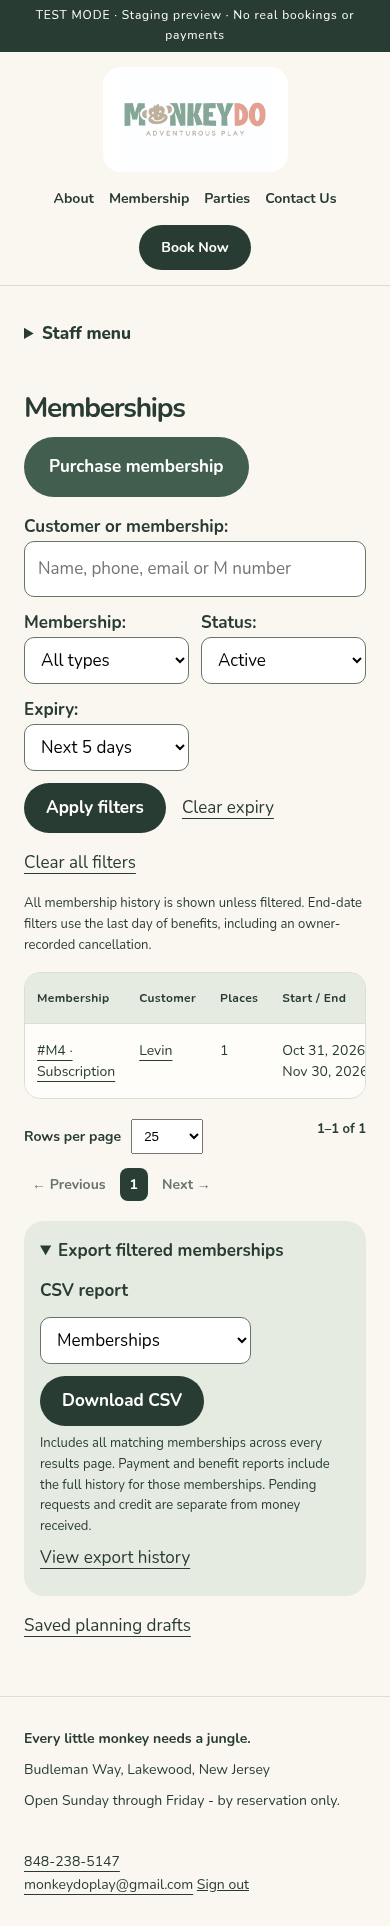 TEST MODE · Staging preview · No real bookings or
payments
MONKEYDO
ADVENTUROUS PLAY
About Membership Parties Contact Us
Book Now
▶ Staff menu
Memberships
Purchase membership
Customer or membership:
Name, phone, email or M number
Membership: Status:
All types Active
Expiry:
Next 5 days
Apply filters Clear expiry
Clear all filters
All membership history is shown unless filtered. End-date
filters use the last day of benefits, including an owner-
recorded cancellation.
Membership Customer Places Start / End
#M4 · Levin 1 Oct 31, 2026
Subscription Nov 30, 2026
Rows per page 25 1–1 of 1
← Previous 1 Next →
▼ Export filtered memberships
CSV report
Memberships
Download CSV
Includes all matching memberships across every
results page. Payment and benefit reports include
the full history for those memberships. Pending
requests and credit are separate from money
received.
View export history
Saved planning drafts
Every little monkey needs a jungle.
Budleman Way, Lakewood, New Jersey
Open Sunday through Friday - by reservation only.
848-238-5147
monkeydoplay@gmail.com Sign out